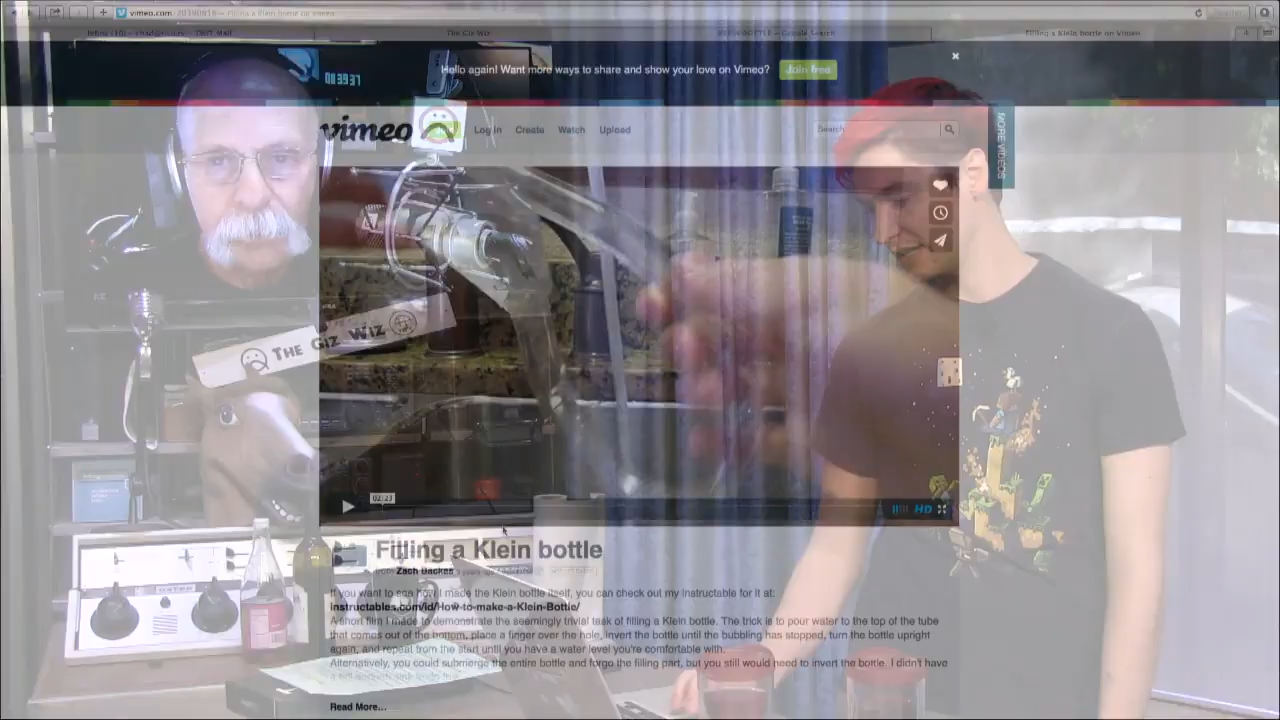 vimeo.com
The Giz Wiz
Filling a Klein bottle on Vimeo
Hello again! Want more ways to share and show your love on Vimeo?
Join free
vimeo
Log In
Create
Watch
Upload
Search
MORE VIDEOS
THE GIZ WIZ
02:23
HD
Filling a Klein bottle
Zach Backas
If you want to see how I made the Klein bottle itself, you can check out my instructable for it at:
instructables.com/id/How-to-make-a-Klein-Bottle/
A short film I made to demonstrate the seemingly trivial task of filling a Klein bottle. The trick is to pour water to the top of the tube
that comes out of the bottom, place a finger over the hole, invert the bottle until the bubbling has stopped, turn the bottle upright
again, and repeat from the start until you have a water level you're comfortable with.
Alternatively, you could submerge the entire bottle and forgo the filling part, but you still would need to invert the bottle. I didn't have
Read More...